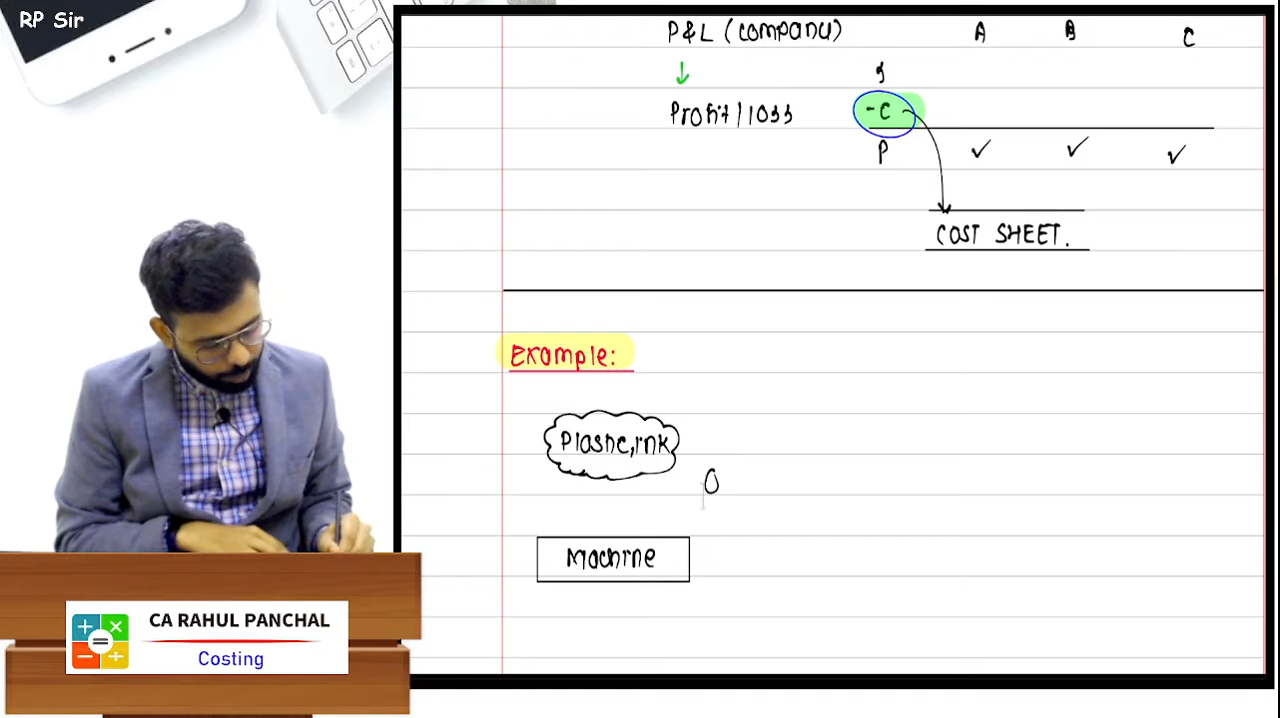 RP Sir
P&L (company) A B C
S
Profit/loss -C
P ✓ ✓ ✓
COST SHEET.
Example:
Plastic,ink
O
Machine
CA RAHUL PANCHAL
Costing